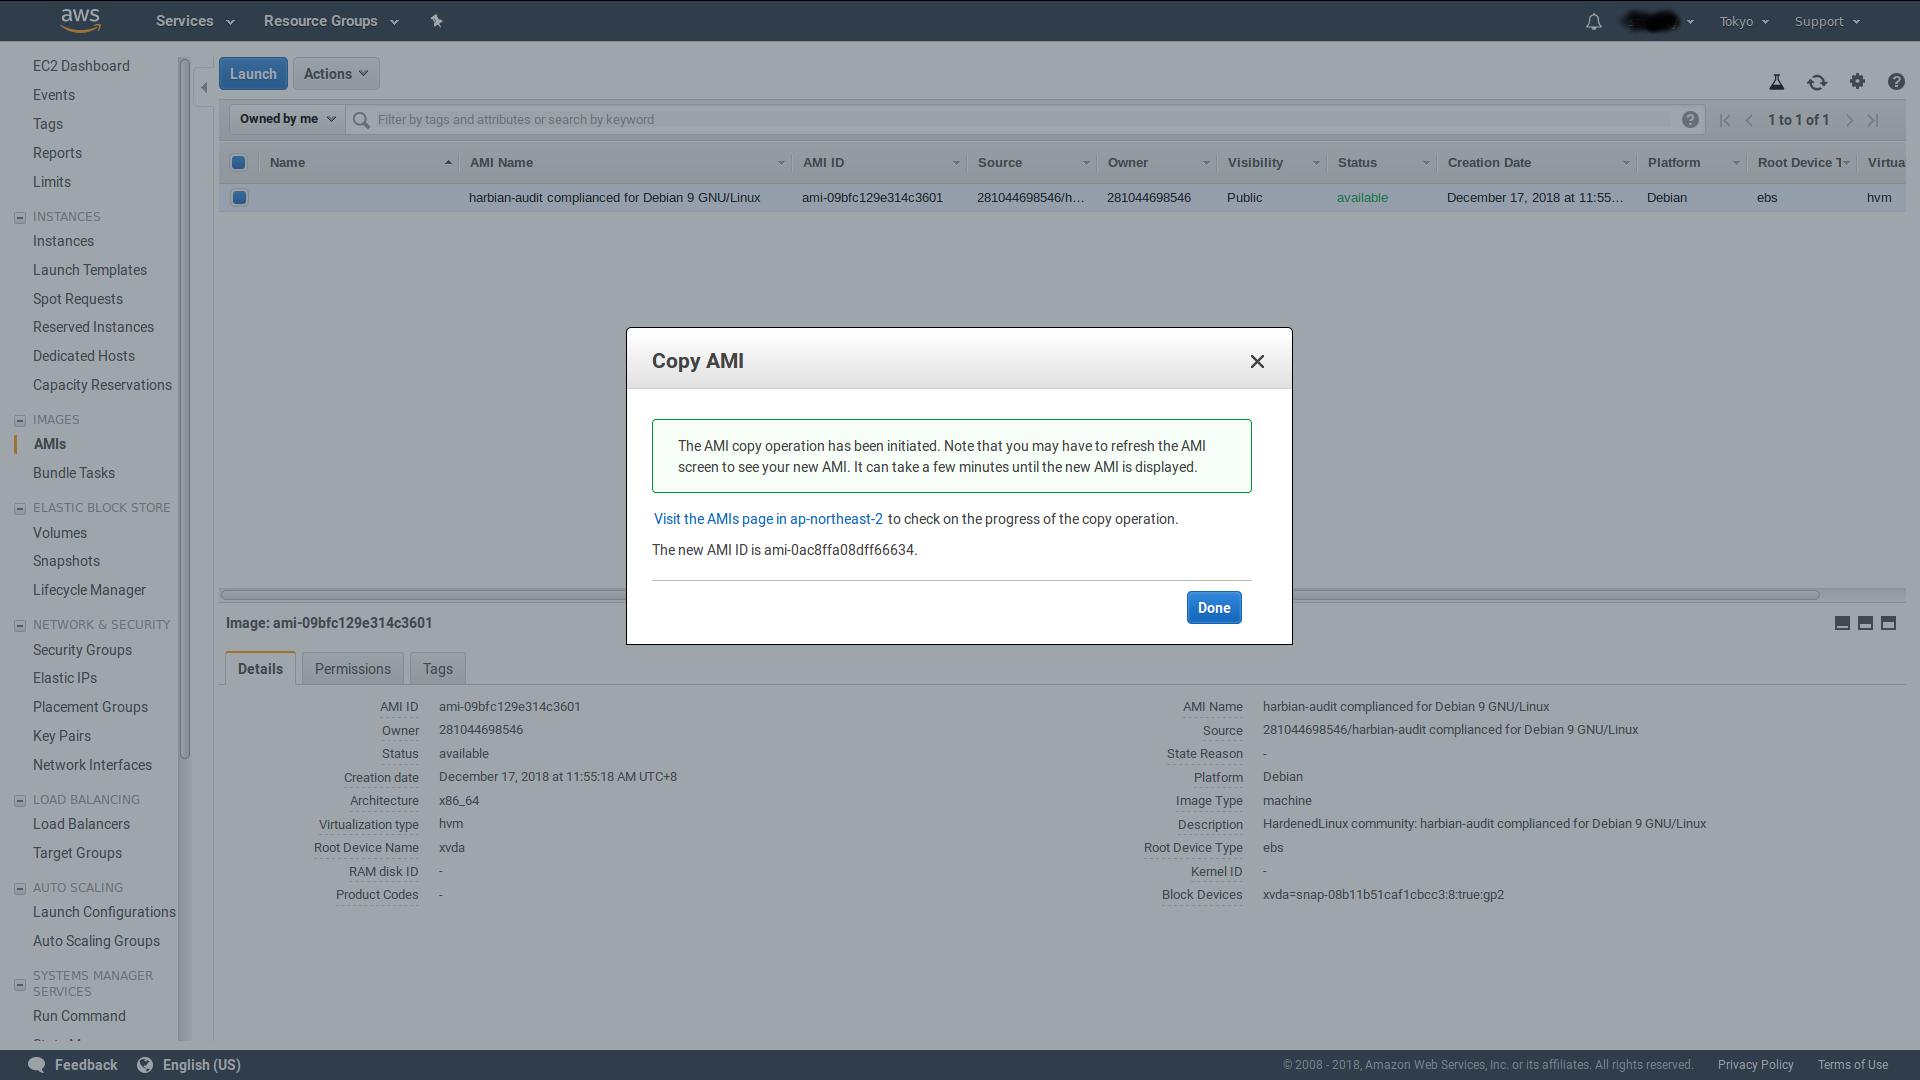 aws Services Resource Groups Tokyo Support
EC2 Dashboard
Events
Tags
Reports
Limits
INSTANCES
Instances
Launch Templates
Spot Requests
Reserved Instances
Dedicated Hosts
Capacity Reservations
IMAGES
AMIs
Bundle Tasks
ELASTIC BLOCK STORE
Volumes
Snapshots
Lifecycle Manager
NETWORK & SECURITY
Security Groups
Elastic IPs
Placement Groups
Key Pairs
Network Interfaces
LOAD BALANCING
Load Balancers
Target Groups
AUTO SCALING
Launch Configurations
Auto Scaling Groups
SYSTEMS MANAGER
SERVICES
Run Command
Launch Actions
Owned by me Filter by tags and attributes or search by keyword 1 to 1 of 1
Name AMI Name AMI ID Source Owner Visibility Status Creation Date Platform Root Device T Virtua
harbian-audit complianced for Debian 9 GNU/Linux ami-09bfc129e314c3601 281044698546/h... 281044698546 Public available December 17, 2018 at 11:55... Debian ebs hvm
Copy AMI
The AMI copy operation has been initiated. Note that you may have to refresh the AMI
screen to see your new AMI. It can take a few minutes until the new AMI is displayed.
Visit the AMIs page in ap-northeast-2 to check on the progress of the copy operation.
The new AMI ID is ami-0ac8ffa08dff66634.
Done
Image: ami-09bfc129e314c3601
Details Permissions Tags
AMI ID ami-09bfc129e314c3601 AMI Name harbian-audit complianced for Debian 9 GNU/Linux
Owner 281044698546 Source 281044698546/harbian-audit complianced for Debian 9 GNU/Linux
Status available State Reason -
Creation date December 17, 2018 at 11:55:18 AM UTC+8 Platform Debian
Architecture x86_64 Image Type machine
Virtualization type hvm Description HardenedLinux community: harbian-audit complianced for Debian 9 GNU/Linux
Root Device Name xvda Root Device Type ebs
RAM disk ID - Kernel ID -
Product Codes - Block Devices xvda=snap-08b11b51caf1cbcc3:8:true:gp2
Feedback English (US) © 2008 - 2018, Amazon Web Services, Inc. or its affiliates. All rights reserved. Privacy Policy Terms of Use